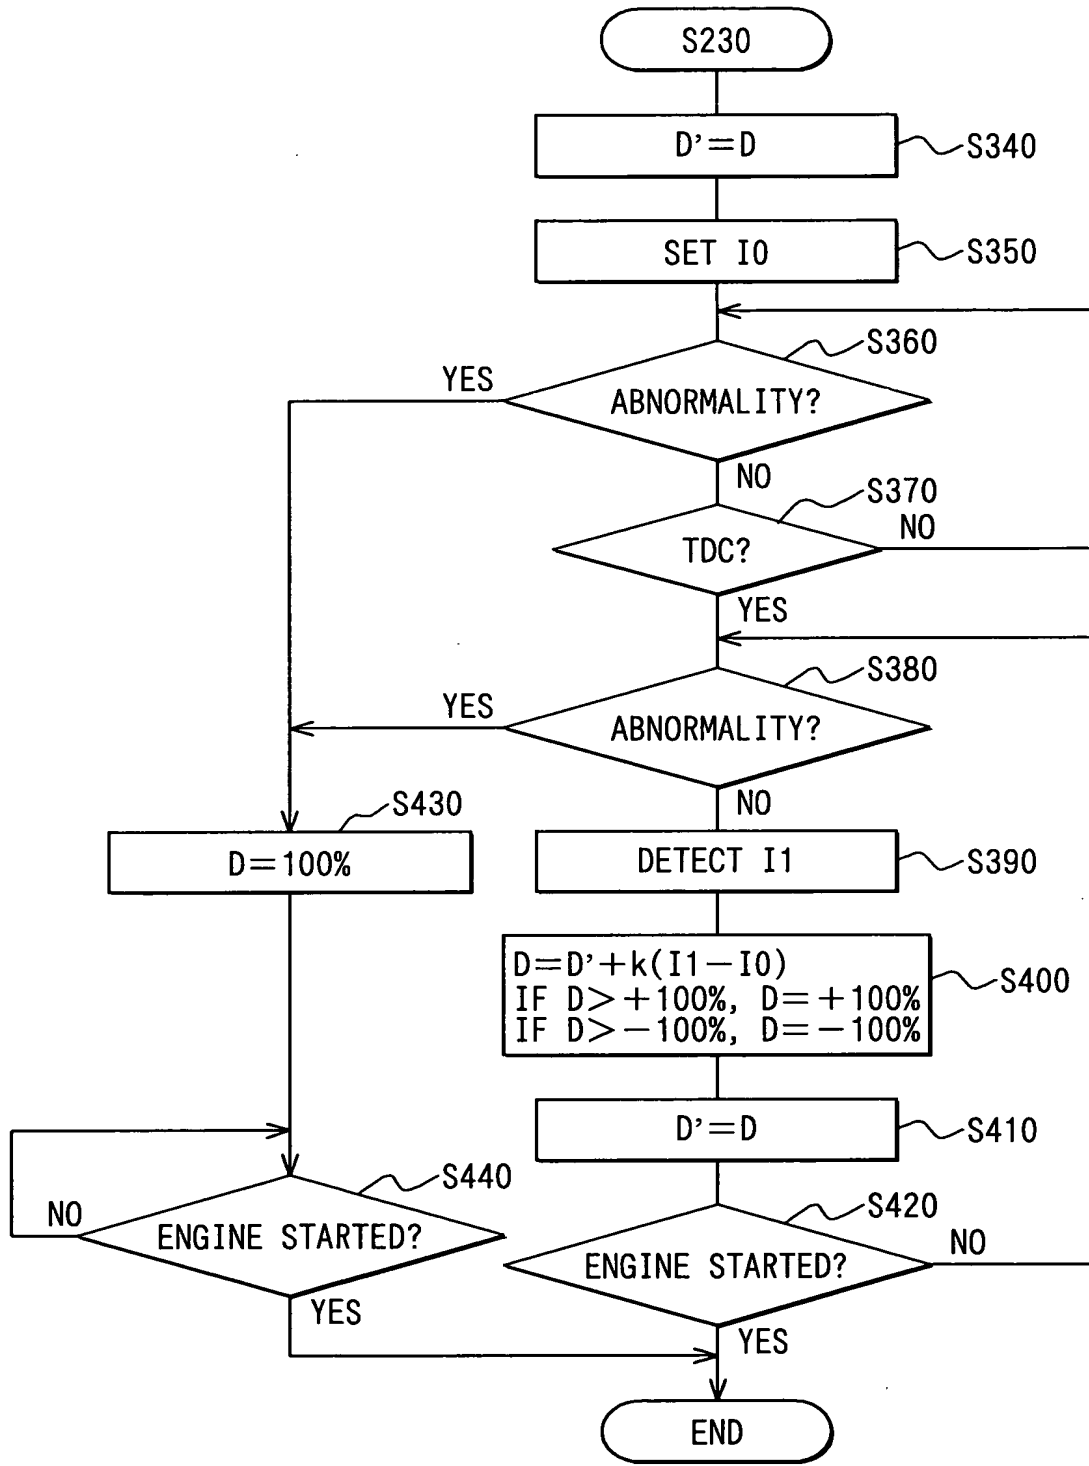 S230
D'=D
S340
SET I0
S350
S360
YES
ABNORMALITY?
NO
S370
NO
TDC?
YES
S380
YES
ABNORMALITY?
NO
S430
D=100%
DETECT I1
S390
D=D'+k(I1-I0)
IF D>+100%, D=+100%
IF D>-100%, D=-100%
S400
D'=D
S410
S440
NO
ENGINE STARTED?
YES
S420
NO
ENGINE STARTED?
YES
END